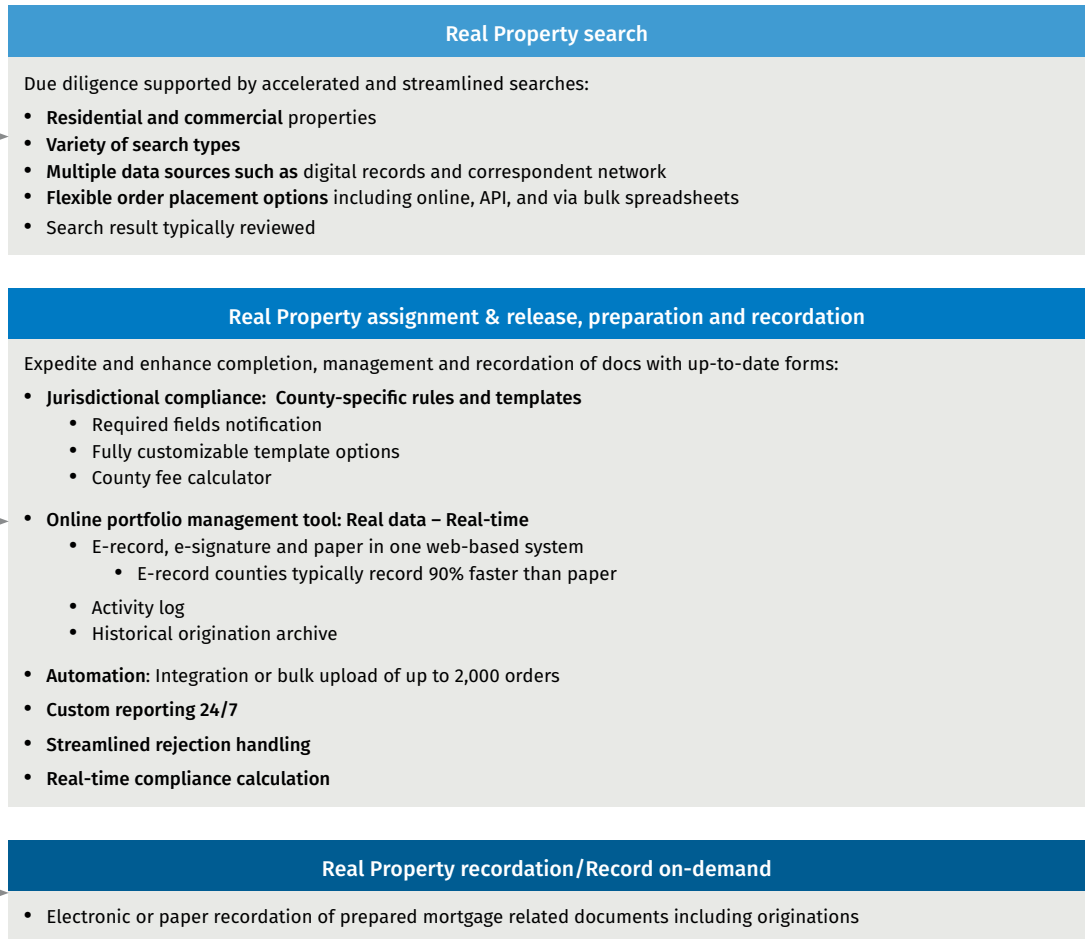 Real Property search
Due diligence supported by accelerated and streamlined searches:
• Residential and commercial properties
• Variety of search types
• Multiple data sources such as digital records and correspondent network
• Flexible order placement options including online, API, and via bulk spreadsheets
• Search result typically reviewed
Real Property assignment & release, preparation and recordation
Expedite and enhance completion, management and recordation of docs with up-to-date forms:
• Jurisdictional compliance: County-specific rules and templates
• Required fields notification
• Fully customizable template options
• County fee calculator
• Online portfolio management tool: Real data – Real-time
• E-record, e-signature and paper in one web-based system
• E-record counties typically record 90% faster than paper
• Activity log
• Historical origination archive
• Automation: Integration or bulk upload of up to 2,000 orders
• Custom reporting 24/7
• Streamlined rejection handling
• Real-time compliance calculation
Real Property recordation/Record on-demand
• Electronic or paper recordation of prepared mortgage related documents including originations